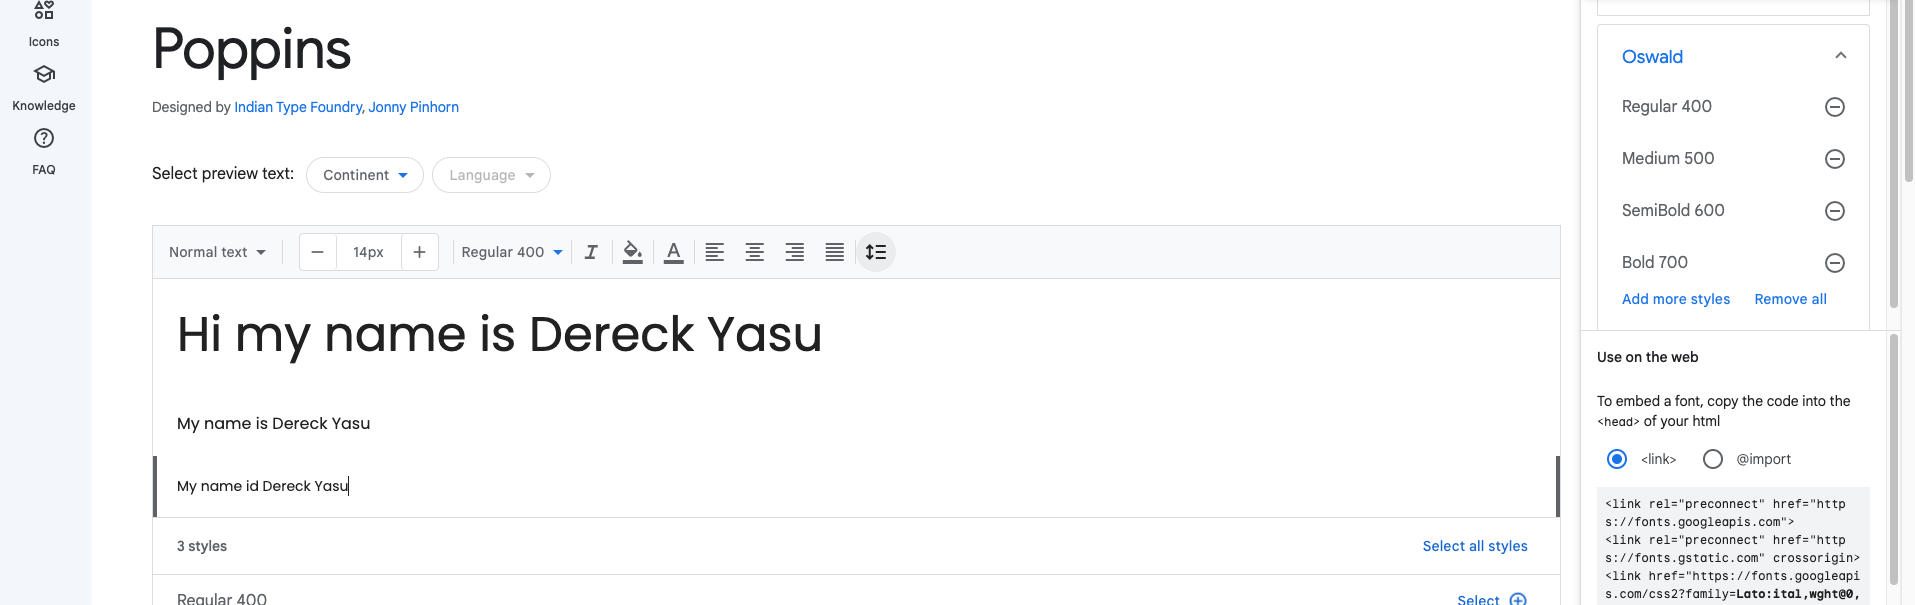 Icons
Knowledge
FAQ
Poppins
Designed by Indian Type Foundry, Jonny Pinhorn
Select preview text: Continent Language
Normal text 14px Regular 400
Hi my name is Dereck Yasu
My name is Dereck Yasu
My name id Dereck Yasu
3 styles Select all styles
Regular 400 Select
Oswald
Regular 400
Medium 500
SemiBold 600
Bold 700
Add more styles Remove all
Use on the web
To embed a font, copy the code into the
<head> of your html
<link> @import
<link rel="preconnect" href="http
s://fonts.googleapis.com">
<link rel="preconnect" href="http
s://fonts.gstatic.com" crossorigin>
<link href="https://fonts.googleapi
s.com/css2?family=Lato:ital,wght@0,